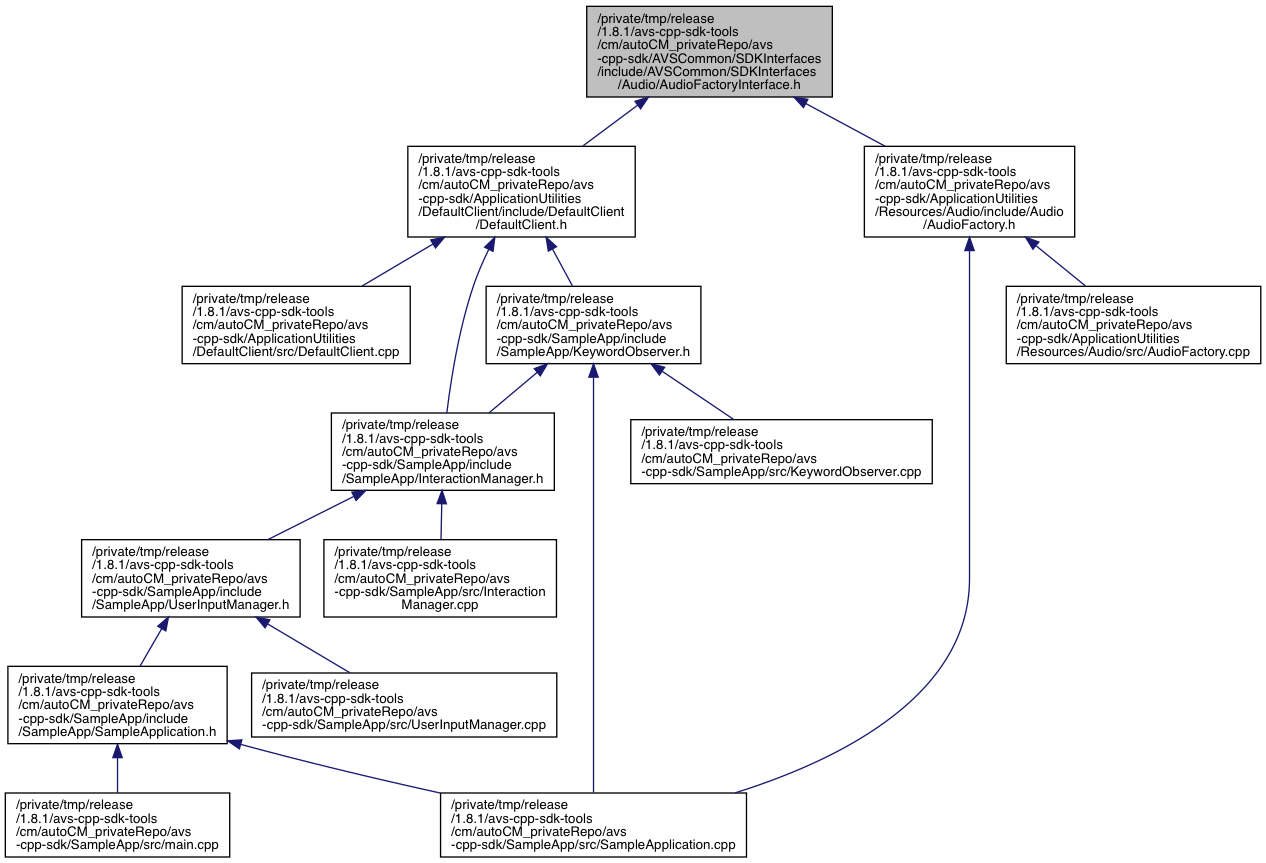 /private/tmp/release
/1.8.1/avs-cpp-sdk-tools
/cm/autoCM_privateRepo/avs
-cpp-sdk/AVSCommon/SDKInterfaces
/include/AVSCommon/SDKInterfaces
/Audio/AudioFactoryInterface.h
/private/tmp/release
/1.8.1/avs-cpp-sdk-tools
/cm/autoCM_privateRepo/avs
-cpp-sdk/ApplicationUtilities
/DefaultClient/include/DefaultClient
/DefaultClient.h
/private/tmp/release
/1.8.1/avs-cpp-sdk-tools
/cm/autoCM_privateRepo/avs
-cpp-sdk/ApplicationUtilities
/Resources/Audio/include/Audio
/AudioFactory.h
/private/tmp/release
/1.8.1/avs-cpp-sdk-tools
/cm/autoCM_privateRepo/avs
-cpp-sdk/ApplicationUtilities
/DefaultClient/src/DefaultClient.cpp
/private/tmp/release
/1.8.1/avs-cpp-sdk-tools
/cm/autoCM_privateRepo/avs
-cpp-sdk/SampleApp/include
/SampleApp/KeywordObserver.h
/private/tmp/release
/1.8.1/avs-cpp-sdk-tools
/cm/autoCM_privateRepo/avs
-cpp-sdk/ApplicationUtilities
/Resources/Audio/src/AudioFactory.cpp
/private/tmp/release
/1.8.1/avs-cpp-sdk-tools
/cm/autoCM_privateRepo/avs
-cpp-sdk/SampleApp/include
/SampleApp/InteractionManager.h
/private/tmp/release
/1.8.1/avs-cpp-sdk-tools
/cm/autoCM_privateRepo/avs
-cpp-sdk/SampleApp/src/KeywordObserver.cpp
/private/tmp/release
/1.8.1/avs-cpp-sdk-tools
/cm/autoCM_privateRepo/avs
-cpp-sdk/SampleApp/include
/SampleApp/UserInputManager.h
/private/tmp/release
/1.8.1/avs-cpp-sdk-tools
/cm/autoCM_privateRepo/avs
-cpp-sdk/SampleApp/src/Interaction
Manager.cpp
/private/tmp/release
/1.8.1/avs-cpp-sdk-tools
/cm/autoCM_privateRepo/avs
-cpp-sdk/SampleApp/include
/SampleApp/SampleApplication.h
/private/tmp/release
/1.8.1/avs-cpp-sdk-tools
/cm/autoCM_privateRepo/avs
-cpp-sdk/SampleApp/src/UserInputManager.cpp
/private/tmp/release
/1.8.1/avs-cpp-sdk-tools
/cm/autoCM_privateRepo/avs
-cpp-sdk/SampleApp/src/main.cpp
/private/tmp/release
/1.8.1/avs-cpp-sdk-tools
/cm/autoCM_privateRepo/avs
-cpp-sdk/SampleApp/src/SampleApplication.cpp